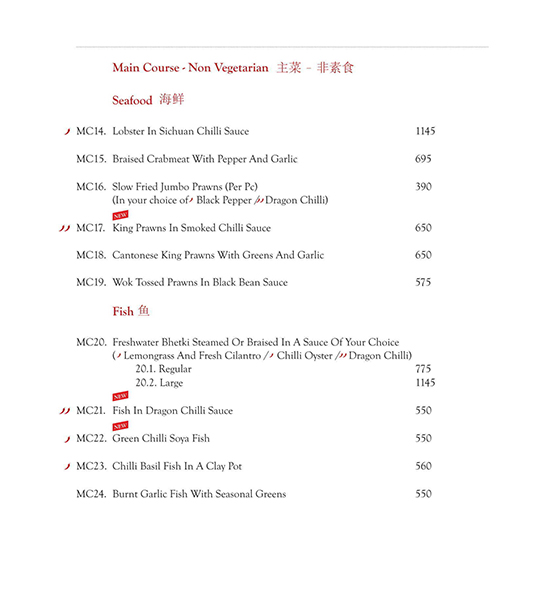 Main Course - Non Vegetarian 主菜 - 非素食
Seafood 海鲜
MC14. Lobster In Sichuan Chilli Sauce 1145
MC15. Braised Crabmeat With Pepper And Garlic 695
MC16. Slow Fried Jumbo Prawns (Per Pc) 390
(In your choice of Black Pepper / Dragon Chilli)
NEW
MC17. King Prawns In Smoked Chilli Sauce 650
MC18. Cantonese King Prawns With Greens And Garlic 650
MC19. Wok Tossed Prawns In Black Bean Sauce 575
Fish 鱼
MC20. Freshwater Bhetki Steamed Or Braised In A Sauce Of Your Choice
( Lemongrass And Fresh Cilantro / Chilli Oyster / Dragon Chilli)
20.1. Regular 775
20.2. Large 1145
NEW
MC21. Fish In Dragon Chilli Sauce 550
NEW
MC22. Green Chilli Soya Fish 550
MC23. Chilli Basil Fish In A Clay Pot 560
MC24. Burnt Garlic Fish With Seasonal Greens 550